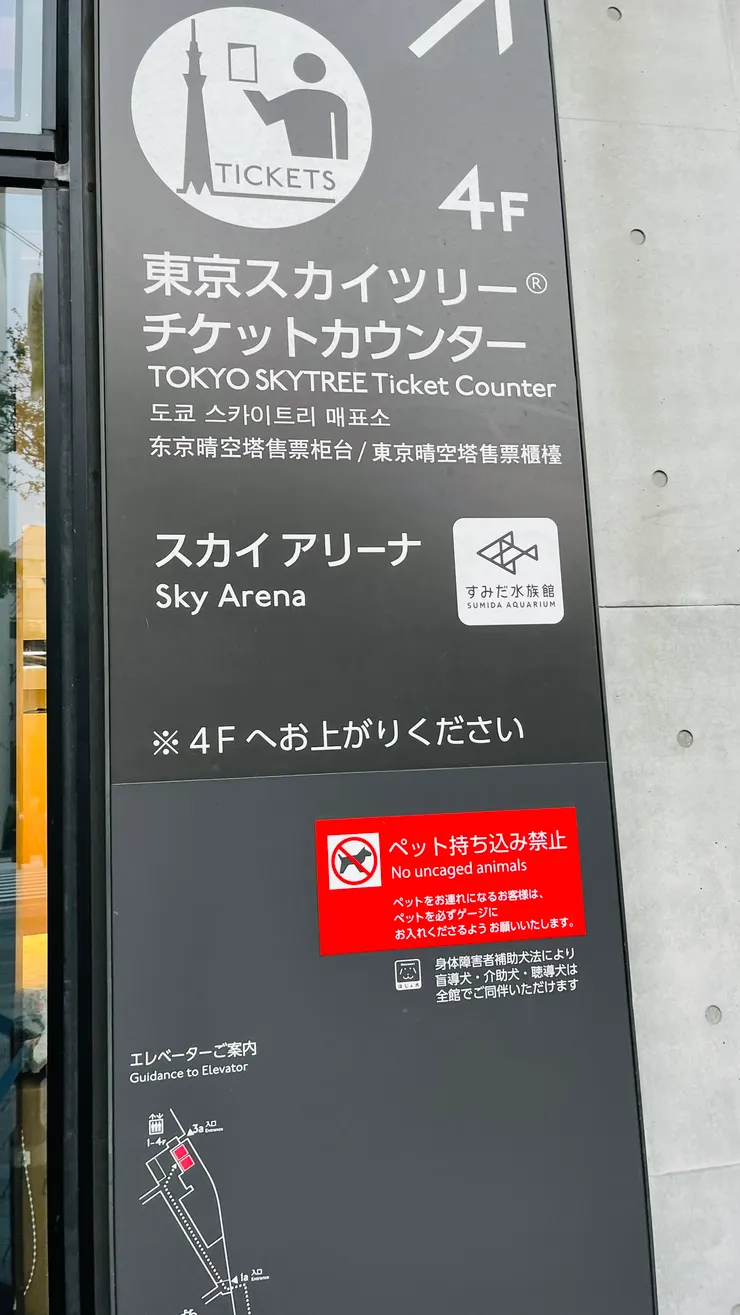 TICKETS
4F
東京スカイツリー®
チケットカウンター
TOKYO SKYTREE Ticket Counter
도쿄 스카이트리 매표소
东京晴空塔售票柜台 / 東京晴空塔售票櫃檯
スカイ アリーナ
Sky Arena
すみだ水族館
SUMIDA AQUARIUM
※ 4F へお上がりください
ペット持ち込み禁止
No uncaged animals
ペットをお連れになるお客様は、
ペットを必ずゲージに
お入れくださるよう お願いいたします。
ほじょ犬
身体障害者補助犬法により
盲導犬・介助犬・聴導犬は
全館でご同伴いただけます
エレベーターご案内
Guidance to Elevator
1-4F
3a 入口
Entrance
1a 入口
Entrance